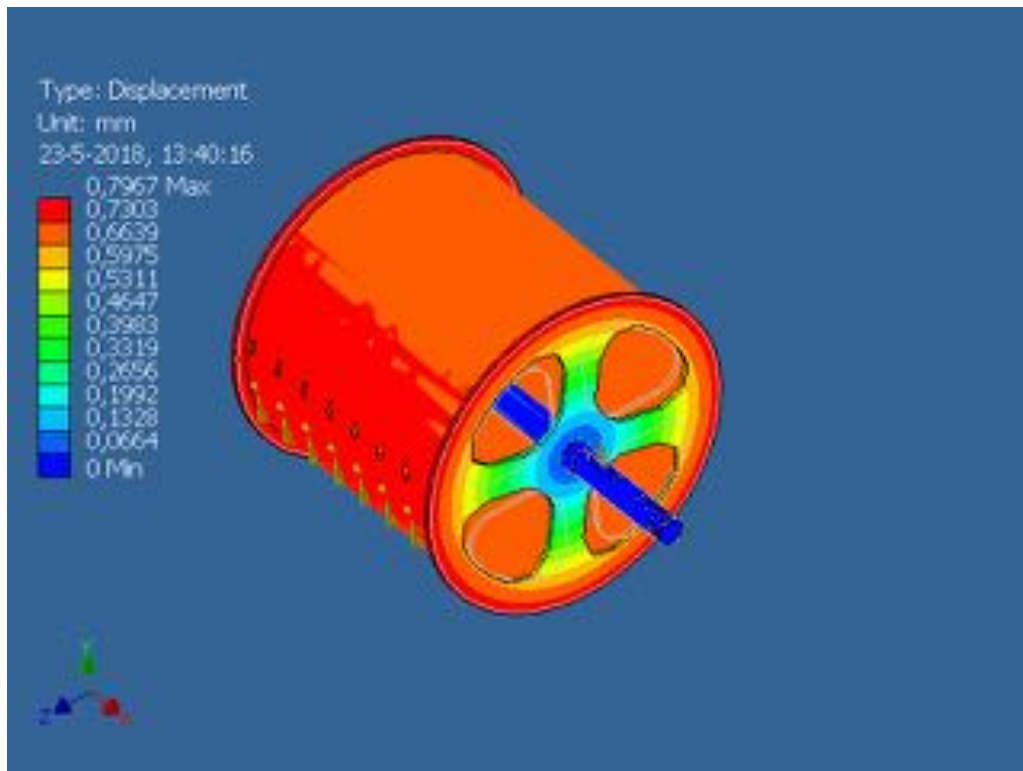 Type: Displacement
Unit: mm
23-5-2018, 13:40:16
0,7967 Max
0,7303
0,6639
0,5975
0,5311
0,4647
0,3983
0,3319
0,2656
0,1992
0,1328
0,0664
0 Min
Y
Z
X